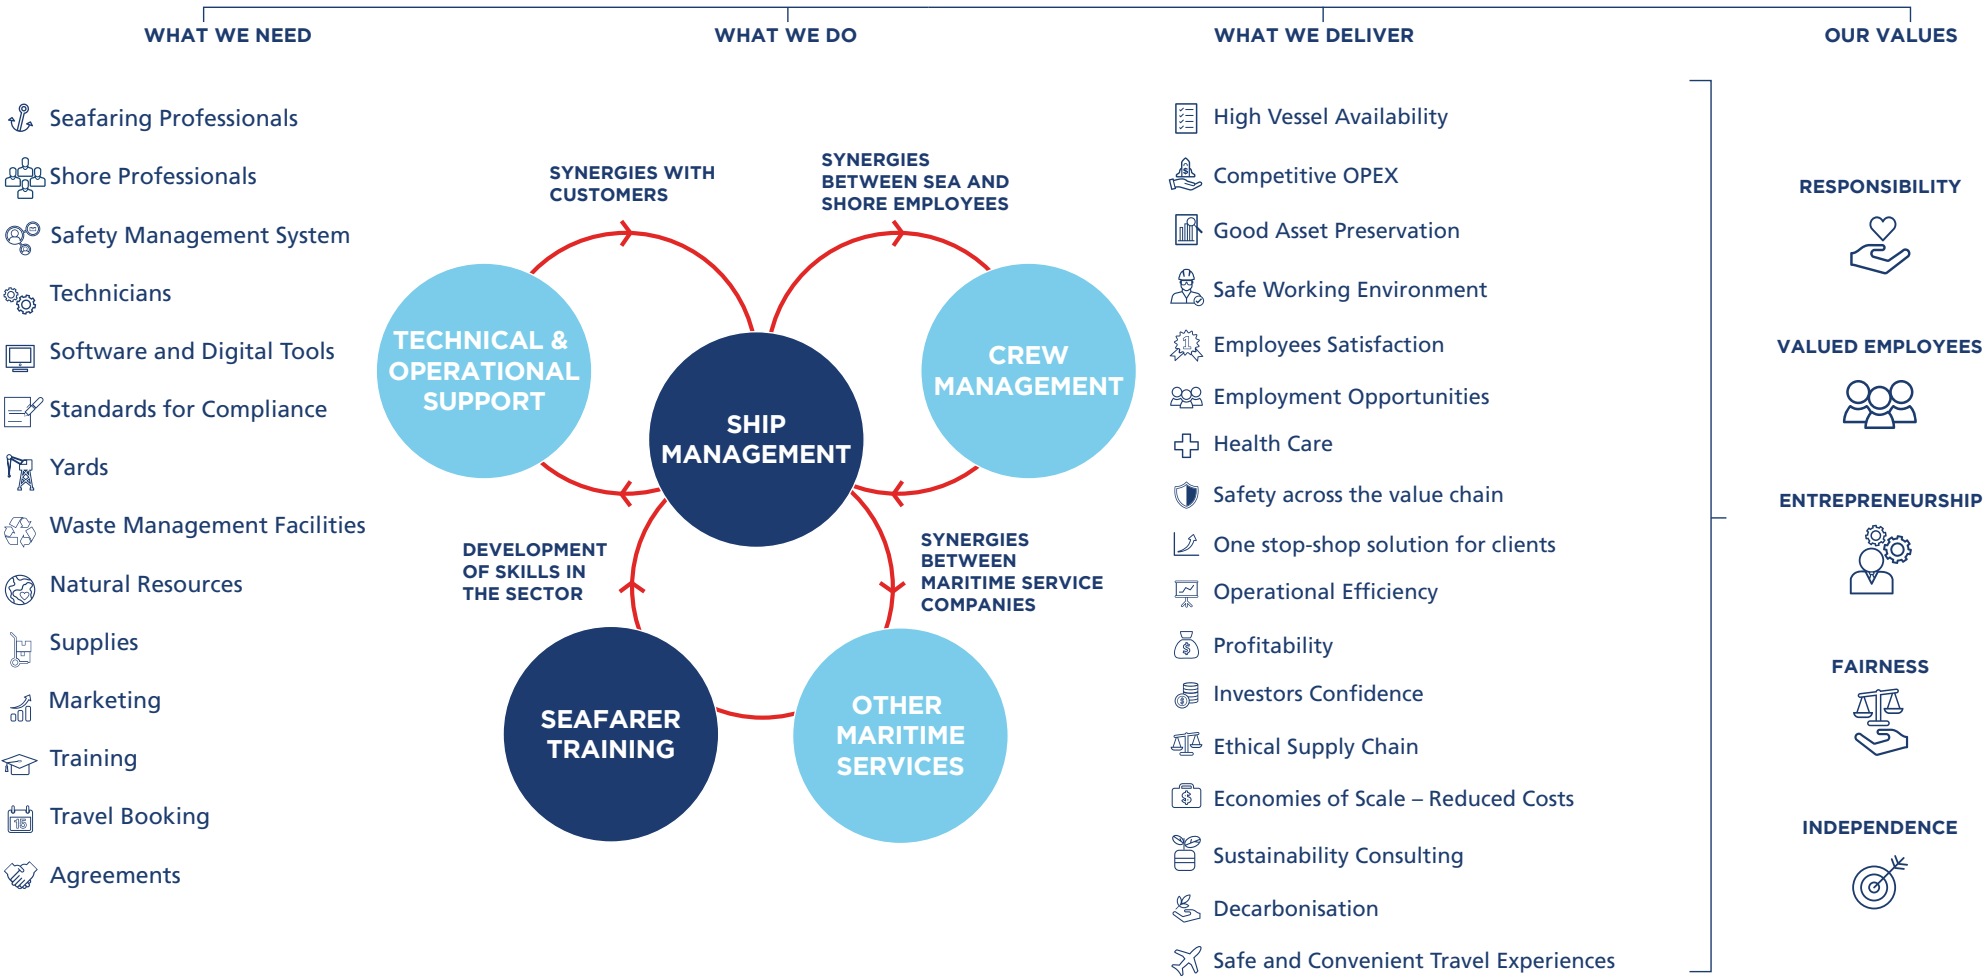 WHAT WE NEED
WHAT WE DO
WHAT WE DELIVER
OUR VALUES
Seafaring Professionals
Shore Professionals
Safety Management System
Technicians
Software and Digital Tools
Standards for Compliance
Yards
Waste Management Facilities
Natural Resources
Supplies
Marketing
Training
15
Travel Booking
Agreements
SYNERGIES WITH
CUSTOMERS
SYNERGIES
BETWEEN SEA AND
SHORE EMPLOYEES
TECHNICAL &
OPERATIONAL
SUPPORT
CREW
MANAGEMENT
SHIP
MANAGEMENT
DEVELOPMENT
OF SKILLS IN
THE SECTOR
SYNERGIES
BETWEEN
MARITIME SERVICE
COMPANIES
SEAFARER
TRAINING
OTHER
MARITIME
SERVICES
High Vessel Availability
$
Competitive OPEX
Good Asset Preservation
Safe Working Environment
1
Employees Satisfaction
Employment Opportunities
Health Care
Safety across the value chain
One stop-shop solution for clients
Operational Efficiency
$
Profitability
$
Investors Confidence
Ethical Supply Chain
$
Economies of Scale – Reduced Costs
Sustainability Consulting
Decarbonisation
Safe and Convenient Travel Experiences
RESPONSIBILITY
VALUED EMPLOYEES
ENTREPRENEURSHIP
FAIRNESS
INDEPENDENCE